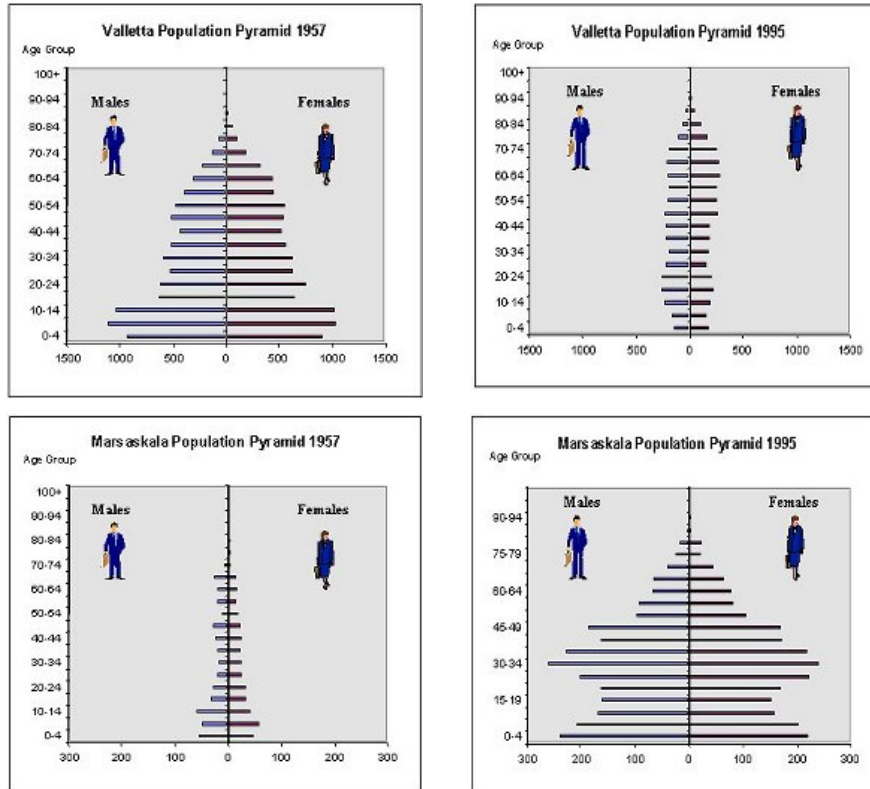 Valletta Population Pyramid 1957
Age Group
100+
Males
Females
90-94
80-84
70-74
60-64
50-54
40-44
30-34
20-24
10-14
0-4
1500 1000 500 0 500 1000 1500
Valletta Population Pyramid 1995
Age Group
100+
Males
Females
90-94
80-84
70-74
60-64
50-54
40-44
30-34
20-24
10-14
0-4
1500 1000 500 0 500 1000 1500
Marsaskala Population Pyramid 1957
Age Group
100+
Males
Females
90-94
80-84
70-74
60-64
50-54
40-44
30-34
20-24
10-14
0-4
300 200 100 0 100 200 300
Marsaskala Population Pyramid 1995
Age Group
Males
Females
90-94
75-79
60-64
45-49
30-34
15-19
0-4
300 200 100 0 100 200 300